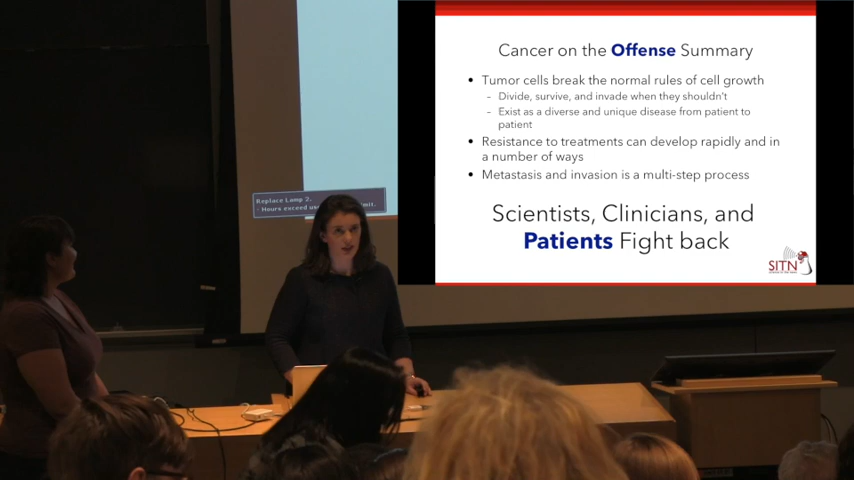 Cancer on the Offense Summary
• Tumor cells break the normal rules of cell growth
- Divide, survive, and invade when they shouldn't
- Exist as a diverse and unique disease from patient to
patient
• Resistance to treatments can develop rapidly and in
a number of ways
• Metastasis and invasion is a multi-step process
Scientists, Clinicians, and
Patients Fight back
SITN
Replace Lamp 2.
- Hours exceed